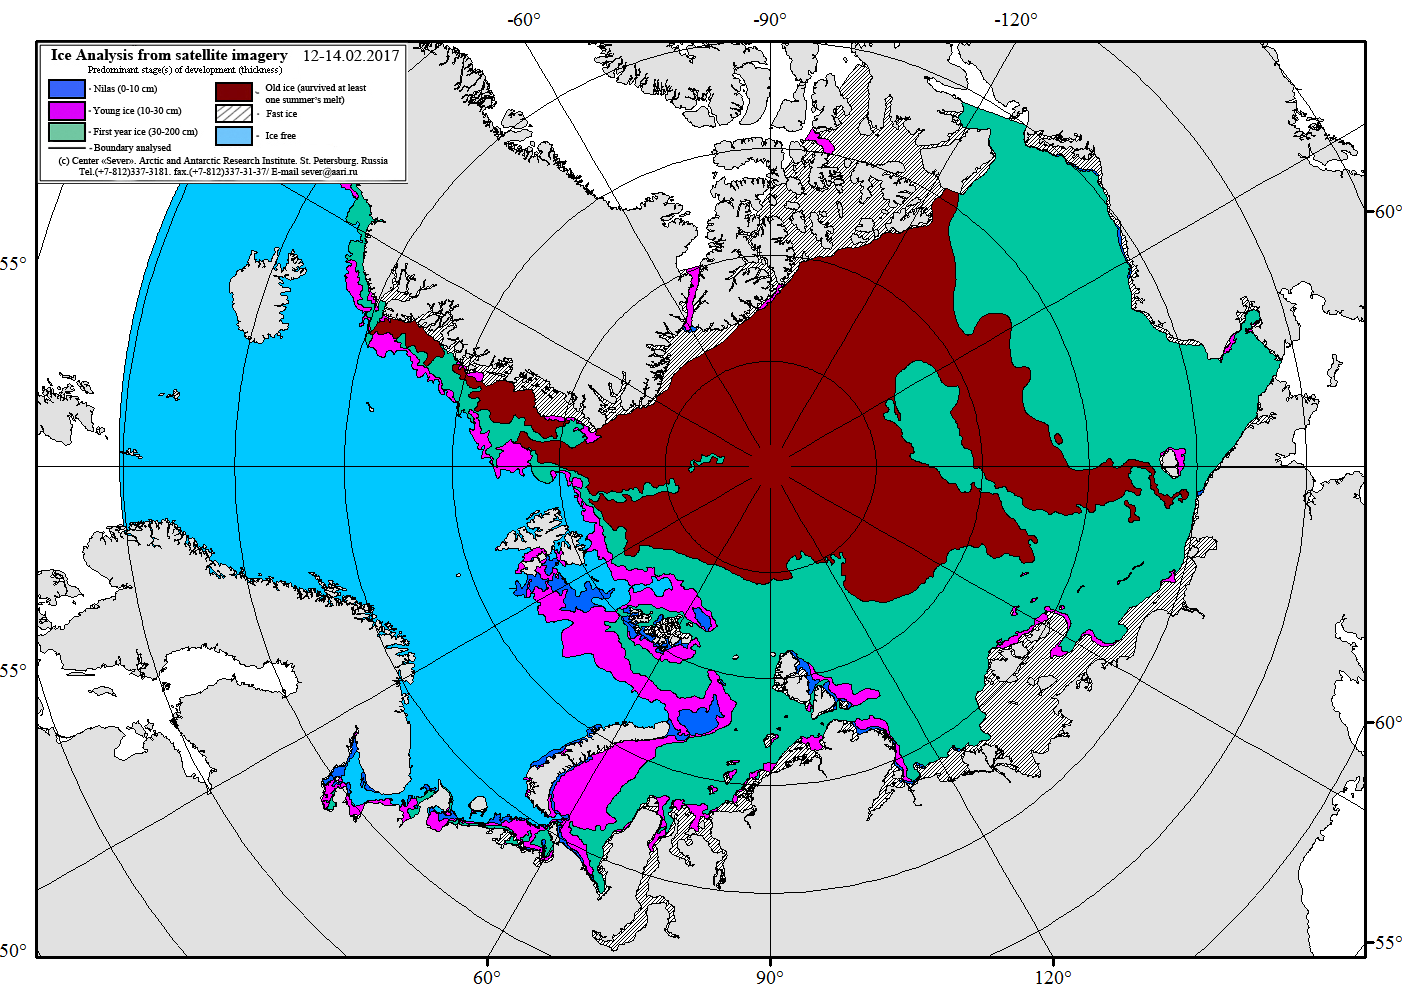 -60°
-90°
-120°
Ice Analysis from satellite imagery 12-14.02.2017
Predominant stage(s) of development (thickness)
- Nilas (0-10 cm)
- Young ice (10-30 cm)
- First year ice (30-200 cm)
- Boundary analysed
- Old ice (aurvived at least
one summer's melt)
- Fast ice
- Ice free
(c) Center «Sever». Arctic and Antarctic Research Institute. St. Petersburg. Russia
Tel.(+7-812)337-3181. fax.(+7-812)337-31-37/ E-mail sever@aari.ru
60°
55°
55°
60°
50°
55°
60°
90°
120°